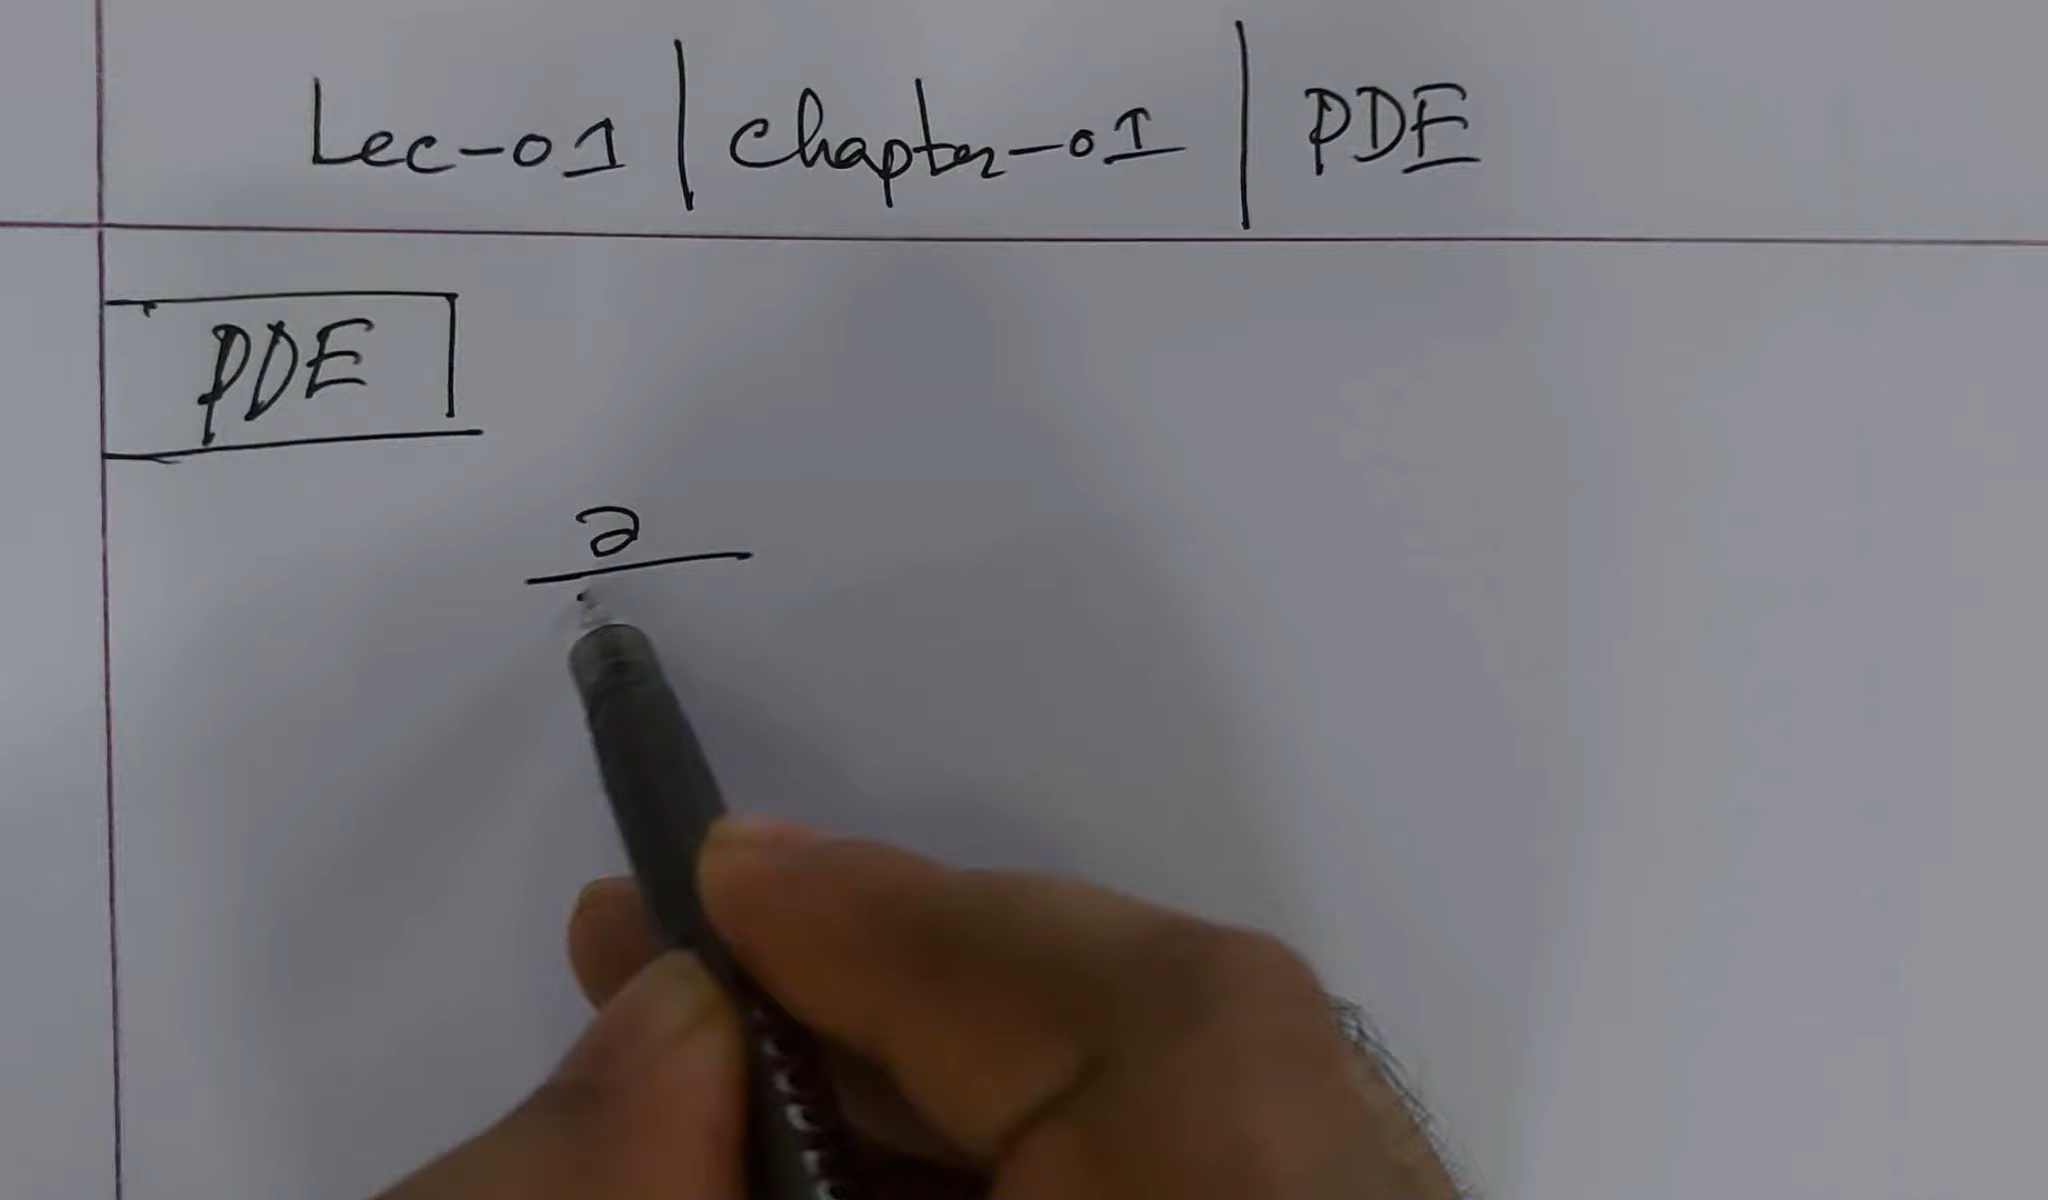 Lec-01 | Chapter-01 | PDE
PDE
∂